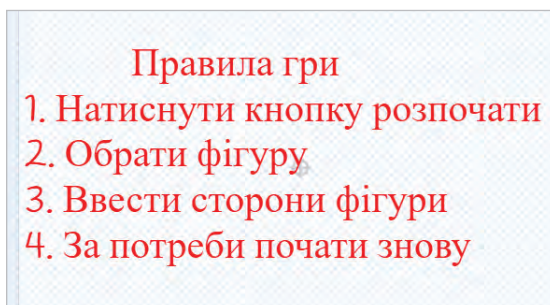 Правила гри
1. Натиснути кнопку розпочати
2. Обрати фігуру
3. Ввести сторони фігури
4. За потреби почати знову